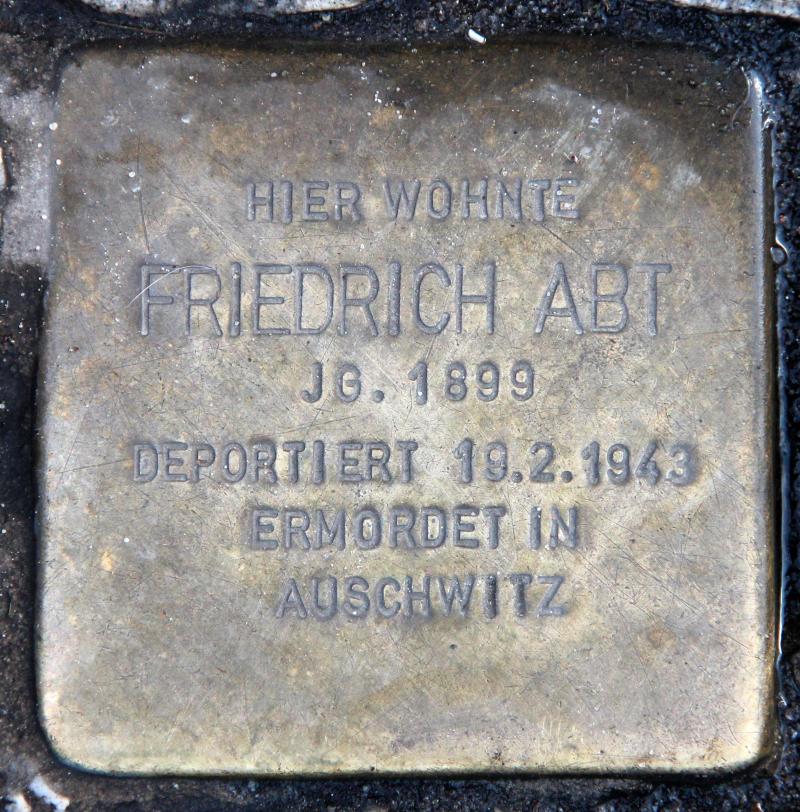 HIER WOHNTE
FRIEDRICH ABT
JG. 1899
DEPORTIERT 19.2.1943
ERMORDET IN
AUSCHWITZ